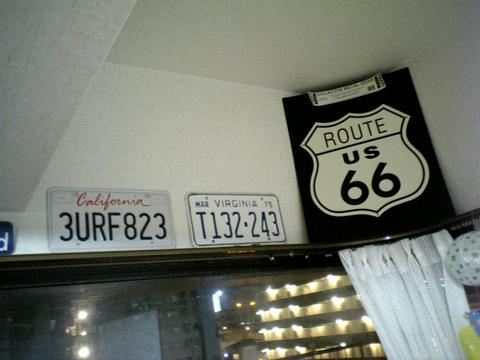 California
3URF823
MAR VIRGINIA 75
T132·243
ROUTE
US
66
d